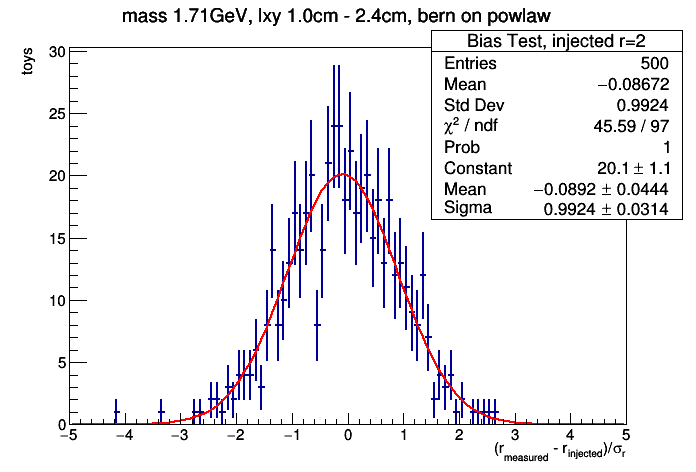 mass 1.71GeV, lxy 1.0cm - 2.4cm, bern on powlaw
toys
Bias Test, injected r=2
Entries 500
Mean −0.08672
Std Dev 0.9924
χ² / ndf 45.59 / 97
Prob 1
Constant 20.1 ± 1.1
Mean −0.0892 ± 0.0444
Sigma 0.9924 ± 0.0314
30
25
20
15
10
5
0
−5 −4 −3 −2 −1 0 1 2 3 4 5
(r_measured - r_injected)/σ_r